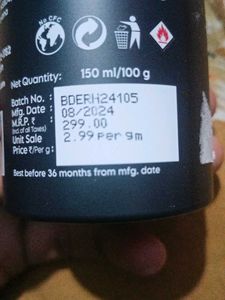 No CFC
Net Quantity: 150 ml/100 g
Batch No. : BDERH24105
Mfg. Date : 08/2024
M.R.P. ₹ : 299.00
(Incl. of all Taxes)
Unit Sale : 2.99 per gm
Price ₹/Per g :
Best before 36 months from mfg. date